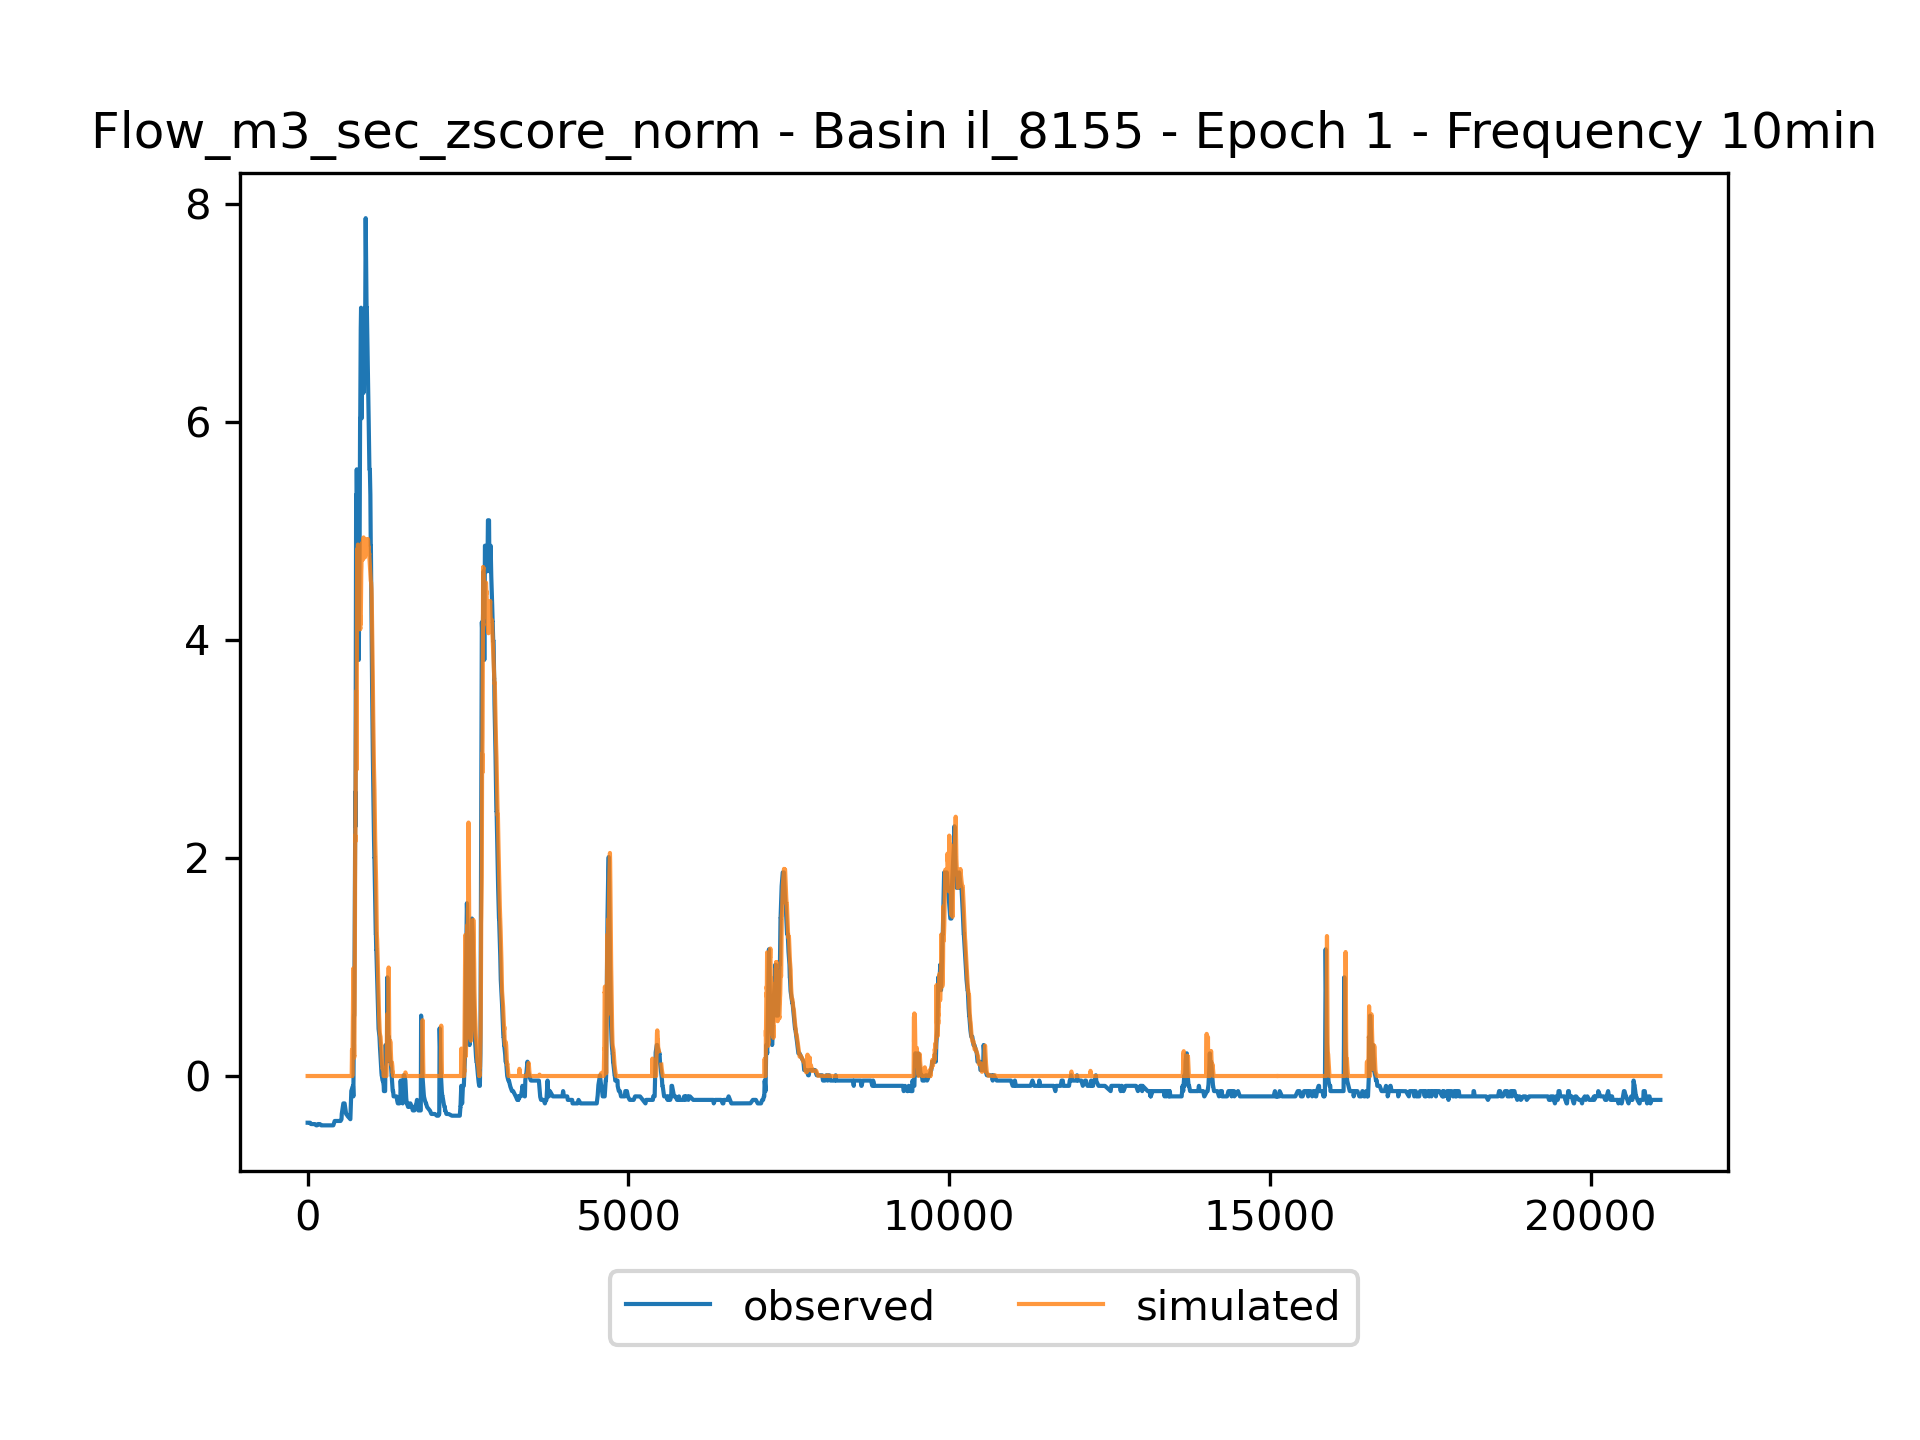 Flow_m3_sec_zscore_norm - Basin il_8155 - Epoch 1 - Frequency 10min
8
6
4
2
0
0 5000 10000 15000 20000
observed simulated